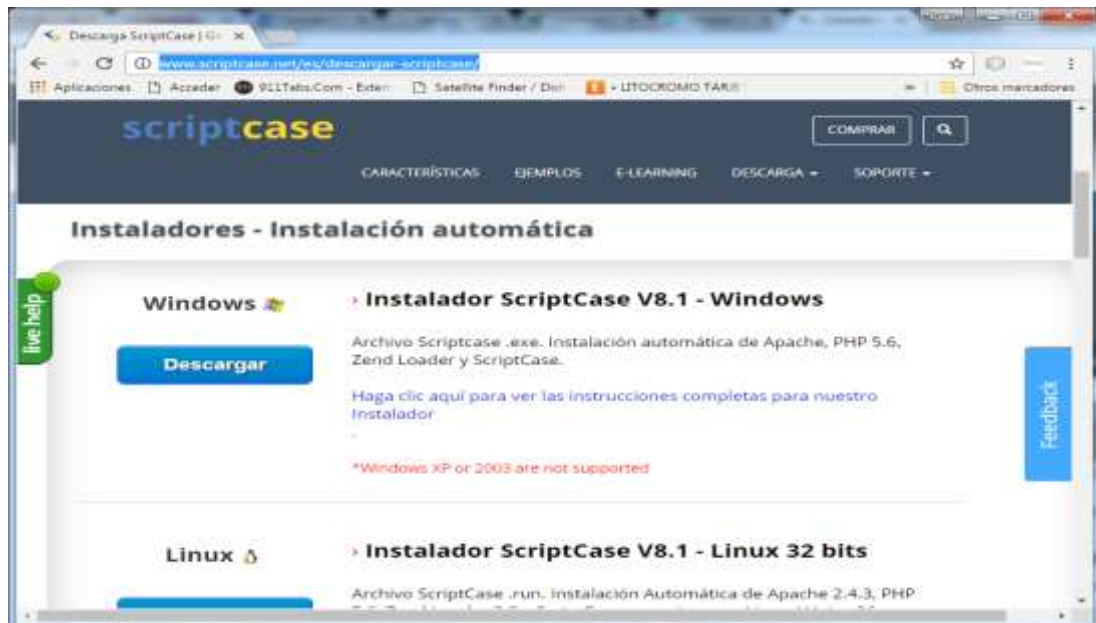 Descarga ScriptCase |
www.scriptcase.net/es/descargar-scriptcase/
Aplicaciones Acceder 911Tabs.Com - Exten Satellite Finder / Dish - LITOCROMO TARJE Otros marcadores
scriptcase
COMPRAR
CARACTERÍSTICAS EJEMPLOS E-LEARNING DESCARGA SOPORTE
Instaladores - Instalación automática
live help
Windows
Descargar
› Instalador ScriptCase V8.1 - Windows
Archivo Scriptcase .exe. Instalación automática de Apache, PHP 5.6,
Zend Loader y ScriptCase.
Haga clic aquí para ver las instrucciones completas para nuestro
Instalador
.
*Windows XP or 2003 are not supported
Feedback
Linux
› Instalador ScriptCase V8.1 - Linux 32 bits
Archivo ScriptCase .run. Instalación Automática de Apache 2.4.3, PHP